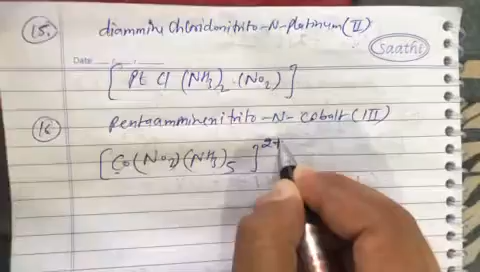 15. diammine Chloridonitrito-N-Platinum(II)
Saathi
Date
[Pt Cl (NH3)2 . (NO2)]
16. Pentaamminenitrito-N-Cobalt(III)
[Co(NO2)(NH3)5]2+